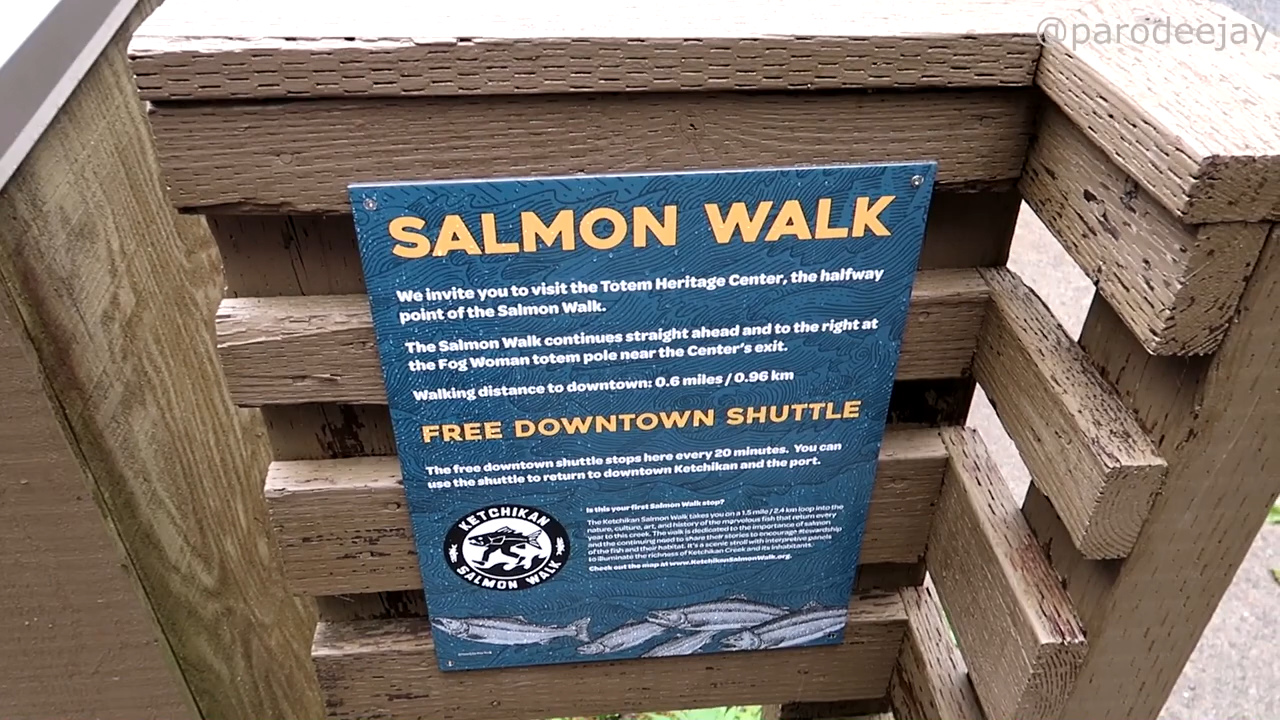 @parodeejay
SALMON WALK
We invite you to visit the Totem Heritage Center, the halfway
point of the Salmon Walk.
The Salmon Walk continues straight ahead and to the right at
the Fog Woman totem pole near the Center's exit.
Walking distance to downtown: 0.6 miles / 0.96 km
FREE DOWNTOWN SHUTTLE
The free downtown shuttle stops here every 20 minutes. You can
use the shuttle to return to downtown Ketchikan and the port.
KETCHIKAN
SALMON WALK
Is this your first Salmon Walk stop?
The Ketchikan Salmon Walk takes you on a 1.5 mile / 2.4 km loop into the
nature, culture, art, and history of the marvelous fish that return every
year to this creek. The walk is dedicated to the importance of salmon
and the continuing need to share their stories to encourage stewardship
of the fish and their habitat. It's a scenic stroll with interpretive panels
to illuminate the richness of Ketchikan Creek and its inhabitants.
Check out the map at www.KetchikanSalmonWalk.org.